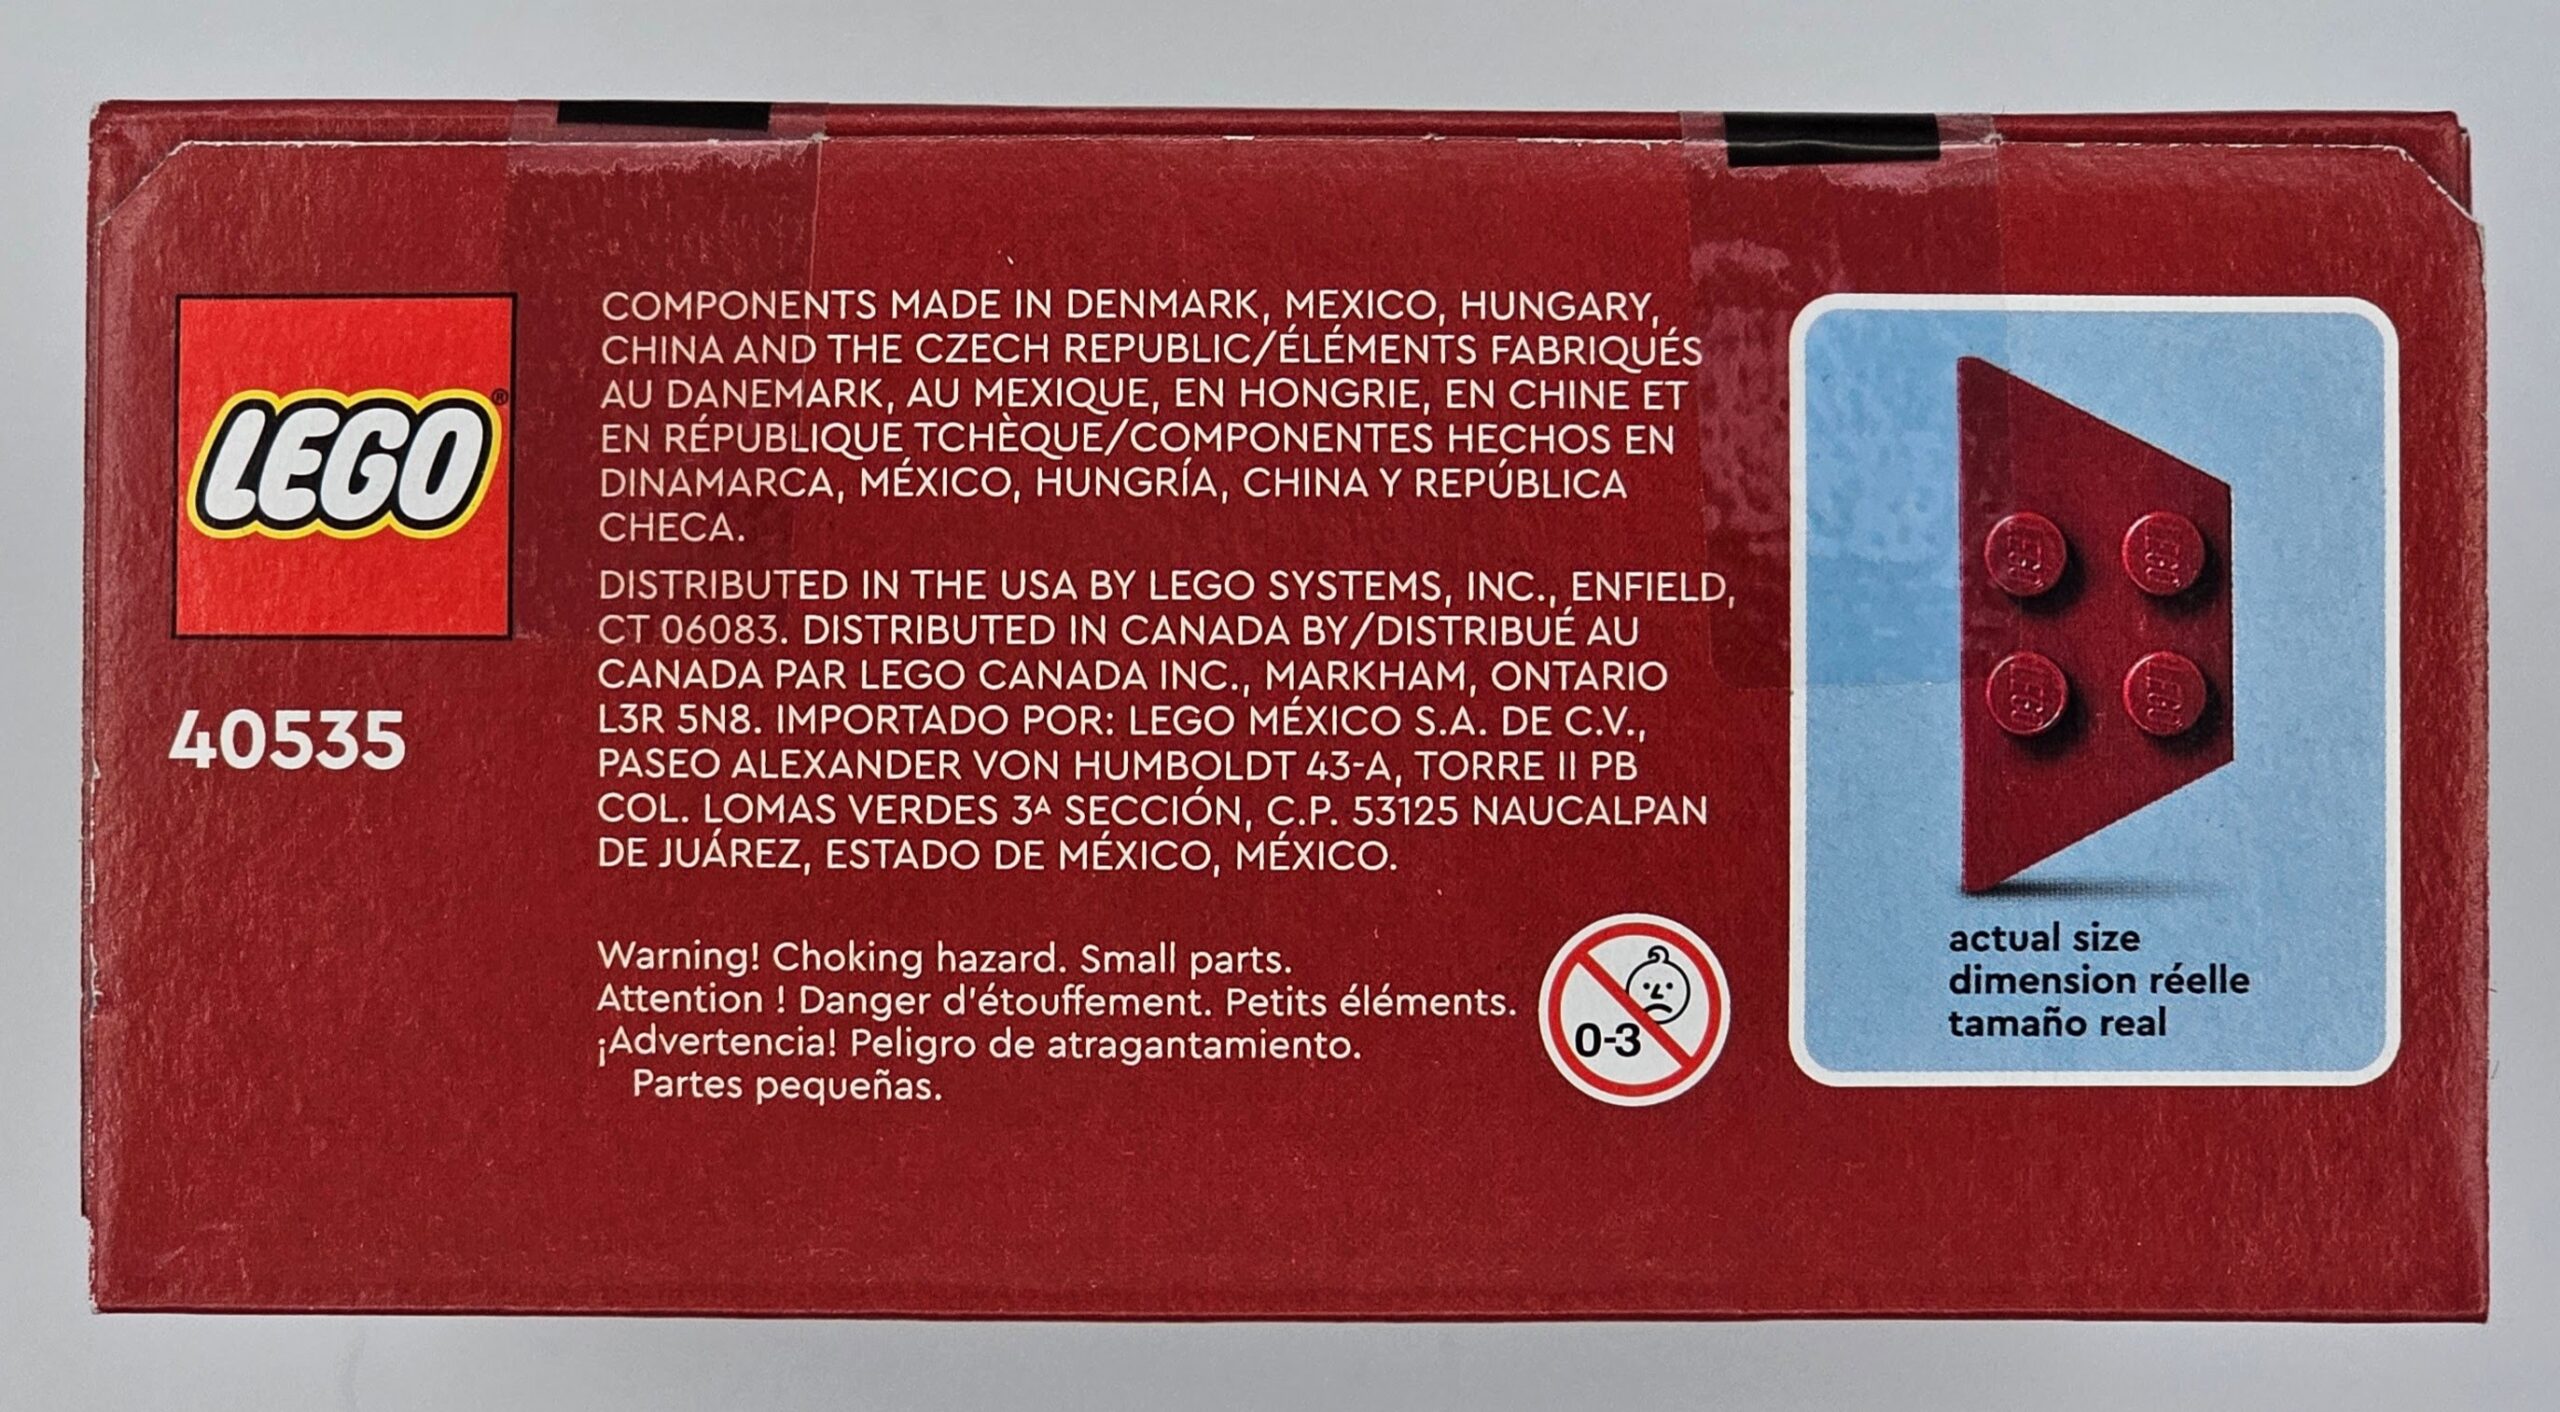 LEGO®
40535
COMPONENTS MADE IN DENMARK, MEXICO, HUNGARY,
CHINA AND THE CZECH REPUBLIC/ÉLÉMENTS FABRIQUÉS
AU DANEMARK, AU MEXIQUE, EN HONGRIE, EN CHINE ET
EN RÉPUBLIQUE TCHÈQUE/COMPONENTES HECHOS EN
DINAMARCA, MÉXICO, HUNGRÍA, CHINA Y REPÚBLICA
CHECA.
DISTRIBUTED IN THE USA BY LEGO SYSTEMS, INC., ENFIELD,
CT 06083. DISTRIBUTED IN CANADA BY/DISTRIBUÉ AU
CANADA PAR LEGO CANADA INC., MARKHAM, ONTARIO
L3R 5N8. IMPORTADO POR: LEGO MÉXICO S.A. DE C.V.,
PASEO ALEXANDER VON HUMBOLDT 43-A, TORRE II PB
COL. LOMAS VERDES 3ᴬ SECCIÓN, C.P. 53125 NAUCALPAN
DE JUÁREZ, ESTADO DE MÉXICO, MÉXICO.
Warning! Choking hazard. Small parts.
Attention ! Danger d'étouffement. Petits éléments.
¡Advertencia! Peligro de atragantamiento.
Partes pequeñas.
0-3
LEGO
LEGO
LEGO
LEGO
actual size
dimension réelle
tamaño real